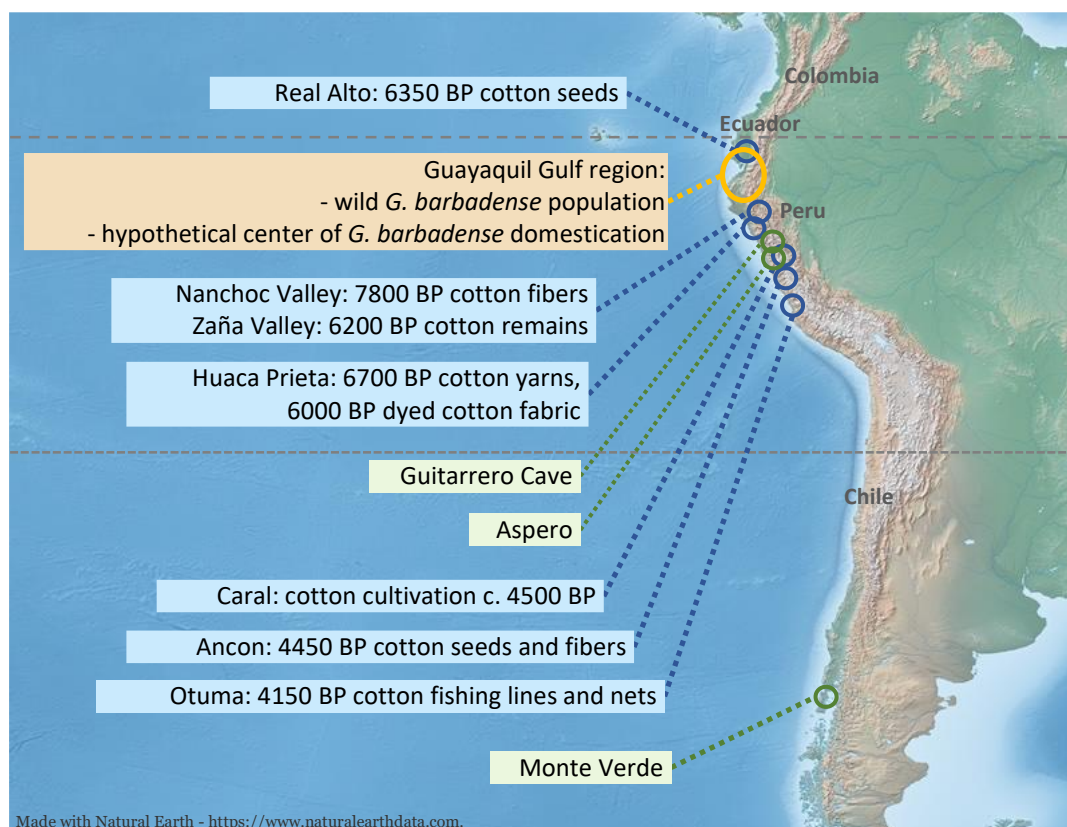 Colombia
Real Alto: 6350 BP cotton seeds
Ecuador
Guayaquil Gulf region:
- wild G. barbadense population
- hypothetical center of G. barbadense domestication
Peru
Nanchoc Valley: 7800 BP cotton fibers
Zaña Valley: 6200 BP cotton remains
Huaca Prieta: 6700 BP cotton yarns,
6000 BP dyed cotton fabric
Guitarrero Cave
Chile
Aspero
Caral: cotton cultivation c. 4500 BP
Ancon: 4450 BP cotton seeds and fibers
Otuma: 4150 BP cotton fishing lines and nets
Monte Verde
Made with Natural Earth - https://www.naturalearthdata.com.